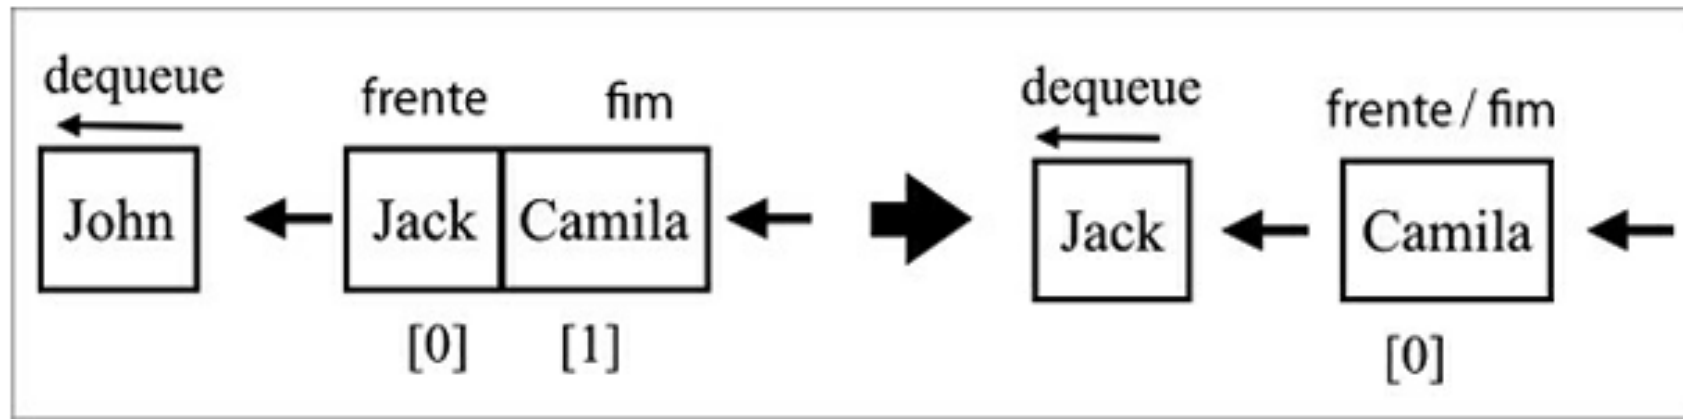 dequeue
frente fim
John
Jack Camila
[0] [1]
dequeue
frente / fim
Jack
Camila
[0]